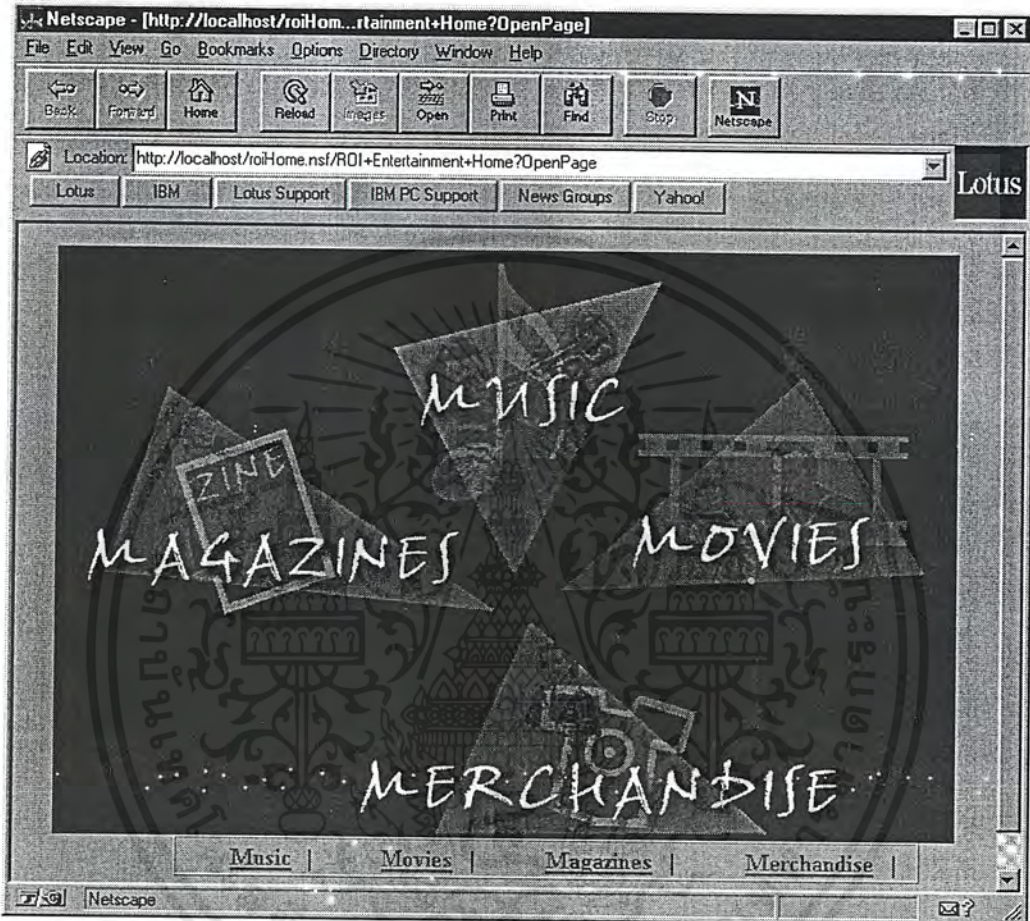 Netscape - [http://localhost/roiHom...rtainment+Home?OpenPage]
File Edit View Go Bookmarks Options Directory Window Help
Back Forward Home Reload Images Open Print Find Stop Netscape
N
Location: http://localhost/roiHome.nsf/ROI+Entertainment+Home?OpenPage
Lotus
Lotus IBM Lotus Support IBM PC Support News Groups Yahoo!
MUSIC
ZINE
MAGAZINES
MOVIES
MERCHANDISE
Music | Movies | Magazines | Merchandise |
Netscape